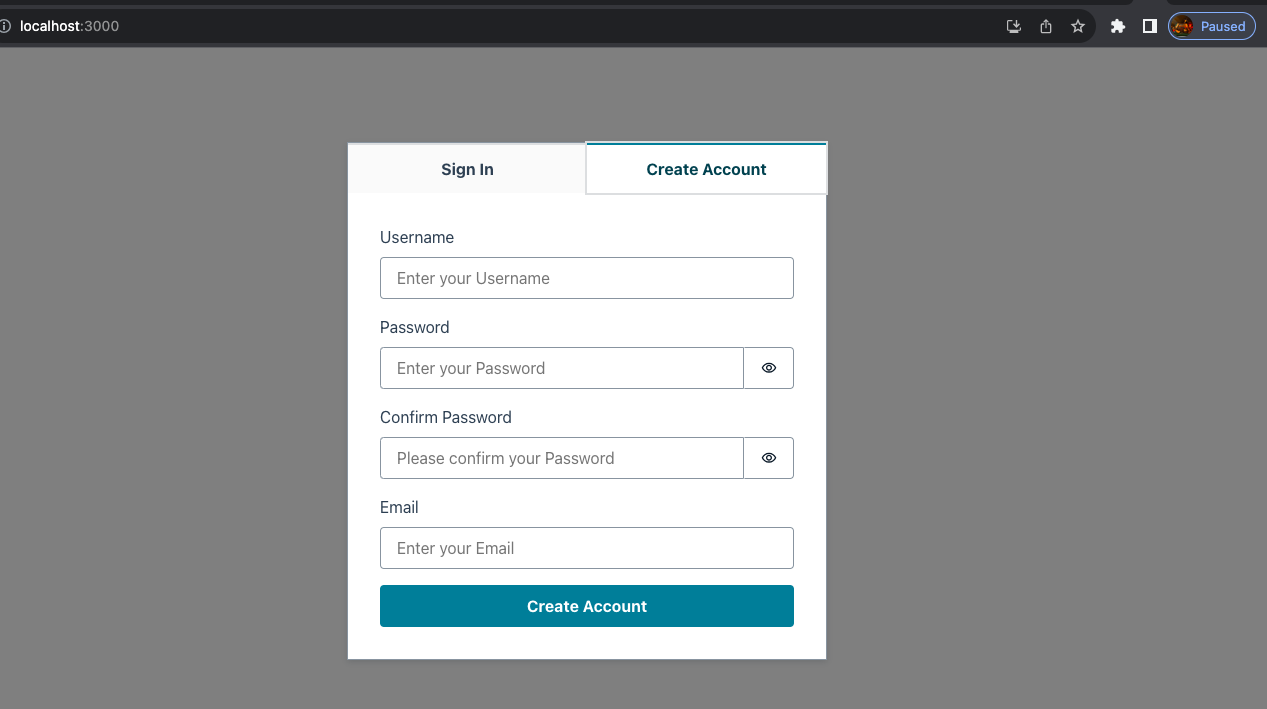 localhost:3000
Paused
Sign In
Create Account
Username
Enter your Username
Password
Enter your Password
Confirm Password
Please confirm your Password
Email
Enter your Email
Create Account